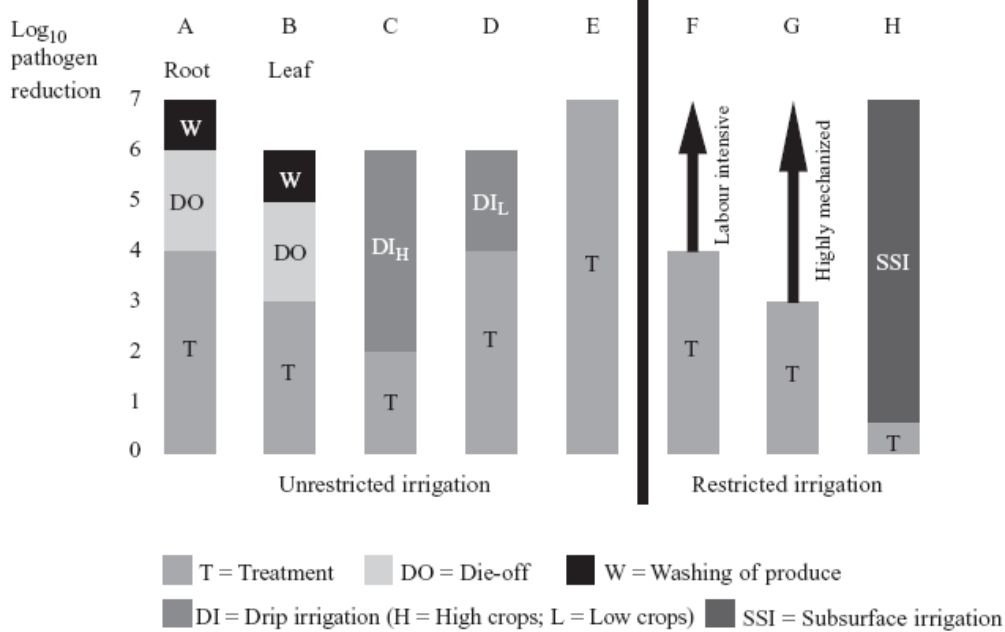 Log10
pathogen
reduction
A B C D E F G H
Root Leaf
7
6
5
4
3
2
1
0
W
DO
T
W
DO
T
DIH
T
DIL
T
T
Labour intensive
T
Highly mechanized
T
SSI
T
Unrestricted irrigation
Restricted irrigation
T = Treatment DO = Die-off W = Washing of produce
DI = Drip irrigation (H = High crops; L = Low crops) SSI = Subsurface irrigation